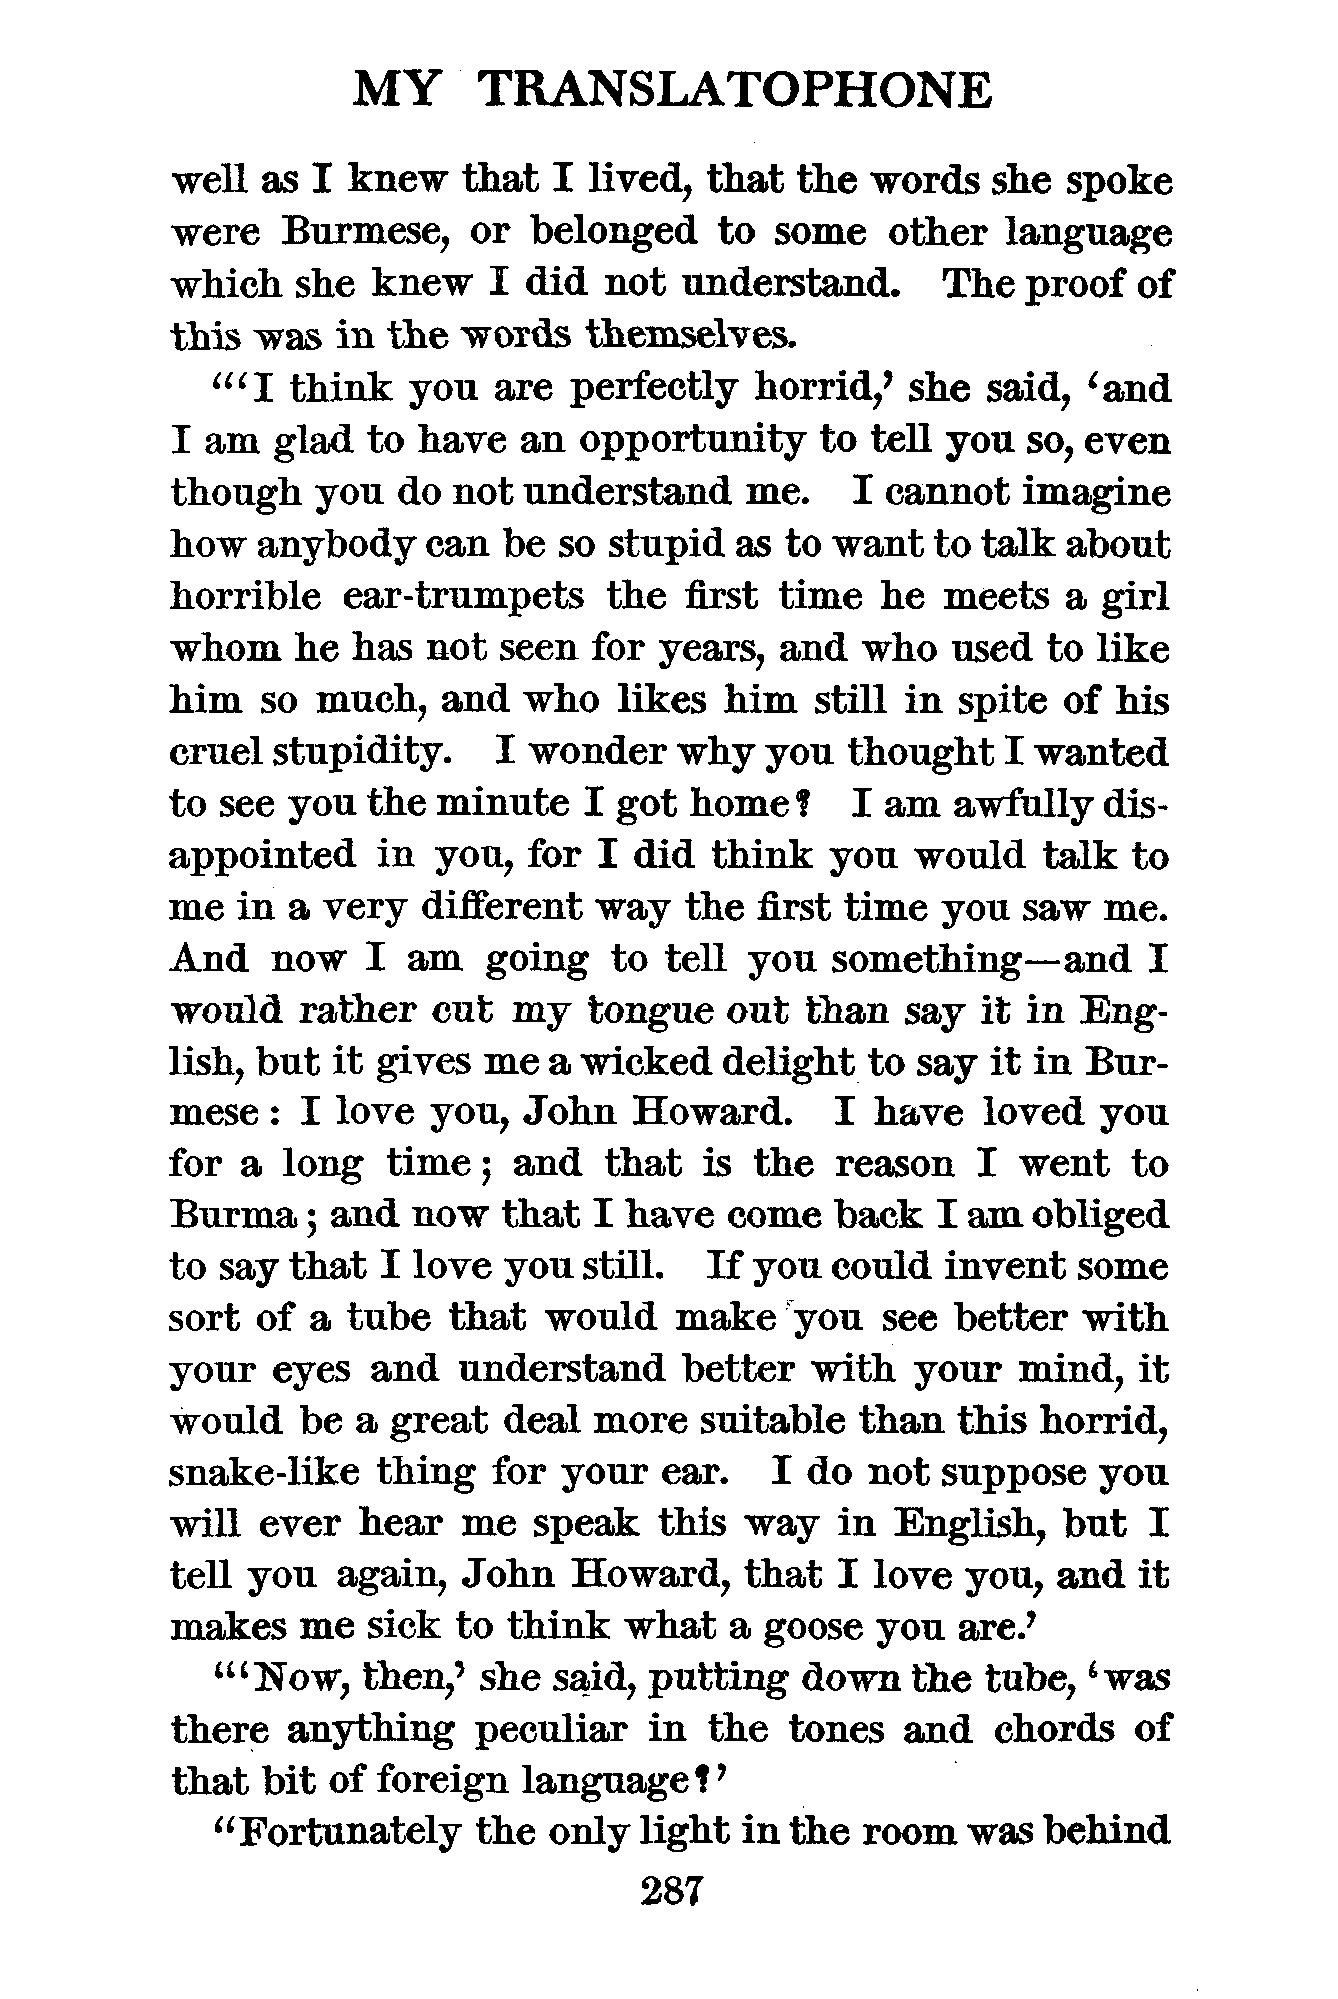 MY TRANSLATOPHONE
well as I knew that I lived, that the words she spoke
were Burmese, or belonged to some other language
which she knew I did not understand. The proof of
this was in the words themselves.
"'I think you are perfectly horrid,' she said, 'and
I am glad to have an opportunity to tell you so, even
though you do not understand me. I cannot imagine
how anybody can be so stupid as to want to talk about
horrible ear-trumpets the first time he meets a girl
whom he has not seen for years, and who used to like
him so much, and who likes him still in spite of his
cruel stupidity. I wonder why you thought I wanted
to see you the minute I got home? I am awfully dis-
appointed in you, for I did think you would talk to
me in a very different way the first time you saw me.
And now I am going to tell you something—and I
would rather cut my tongue out than say it in Eng-
lish, but it gives me a wicked delight to say it in Bur-
mese: I love you, John Howard. I have loved you
for a long time; and that is the reason I went to
Burma; and now that I have come back I am obliged
to say that I love you still. If you could invent some
sort of a tube that would make you see better with
your eyes and understand better with your mind, it
would be a great deal more suitable than this horrid,
snake-like thing for your ear. I do not suppose you
will ever hear me speak this way in English, but I
tell you again, John Howard, that I love you, and it
makes me sick to think what a goose you are.'
"'Now, then,' she said, putting down the tube, 'was
there anything peculiar in the tones and chords of
that bit of foreign language?'
"Fortunately the only light in the room was behind
287